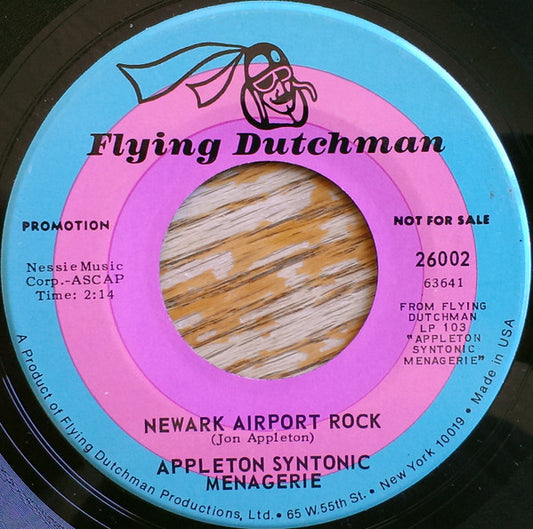 Flying Dutchman
PROMOTION
NOT FOR SALE
Nessie Music
Corp.-ASCAP
Time: 2:14
26002
63641
FROM FLYING
DUTCHMAN
LP 103
"APPLETON
SYNTONIC
MENAGERIE"
NEWARK AIRPORT ROCK
(Jon Appleton)
APPLETON SYNTONIC
MENAGERIE
A Product of Flying Dutchman Productions, Ltd. • 65 W. 55th St. • New York 10019 • Made in USA